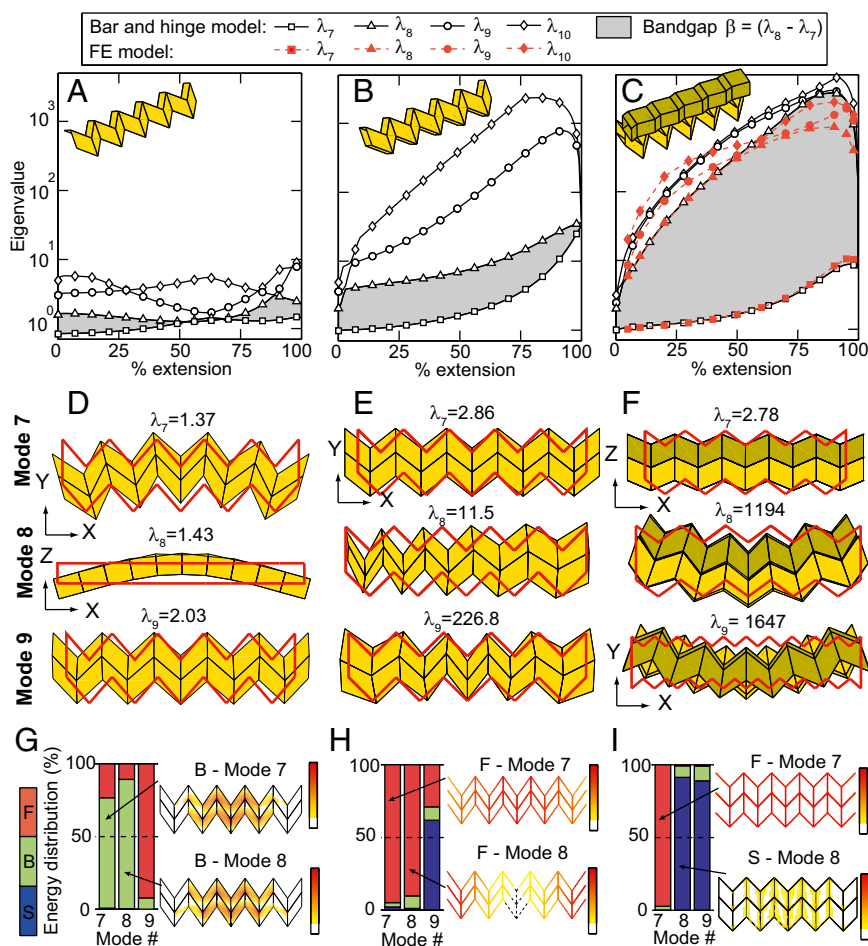 Bar and hinge model: λ7 λ8 λ9 λ10 Bandgap β = (λ8 - λ7)
FE model: λ7 λ8 λ9 λ10
A
B
C
Eigenvalue
10^3
10^2
10^1
10^0
0 25 50 75 100
% extension
0 25 50 75 100
% extension
0 25 50 75 100
% extension
D
E
F
Mode 7
λ7=1.37
λ7=2.86
λ7=2.78
Y
X
Y
X
Z
X
Mode 8
λ8=1.43
λ8=11.5
λ8=1194
Z
X
Mode 9
λ9=2.03
λ9=226.8
λ9= 1647
Y
X
G
H
I
F
B
S
Energy distribution (%)
100
50
0
7 8 9
Mode #
B - Mode 7
B - Mode 8
100
50
0
7 8 9
Mode #
F - Mode 7
F - Mode 8
100
50
0
7 8 9
Mode #
F - Mode 7
S - Mode 8